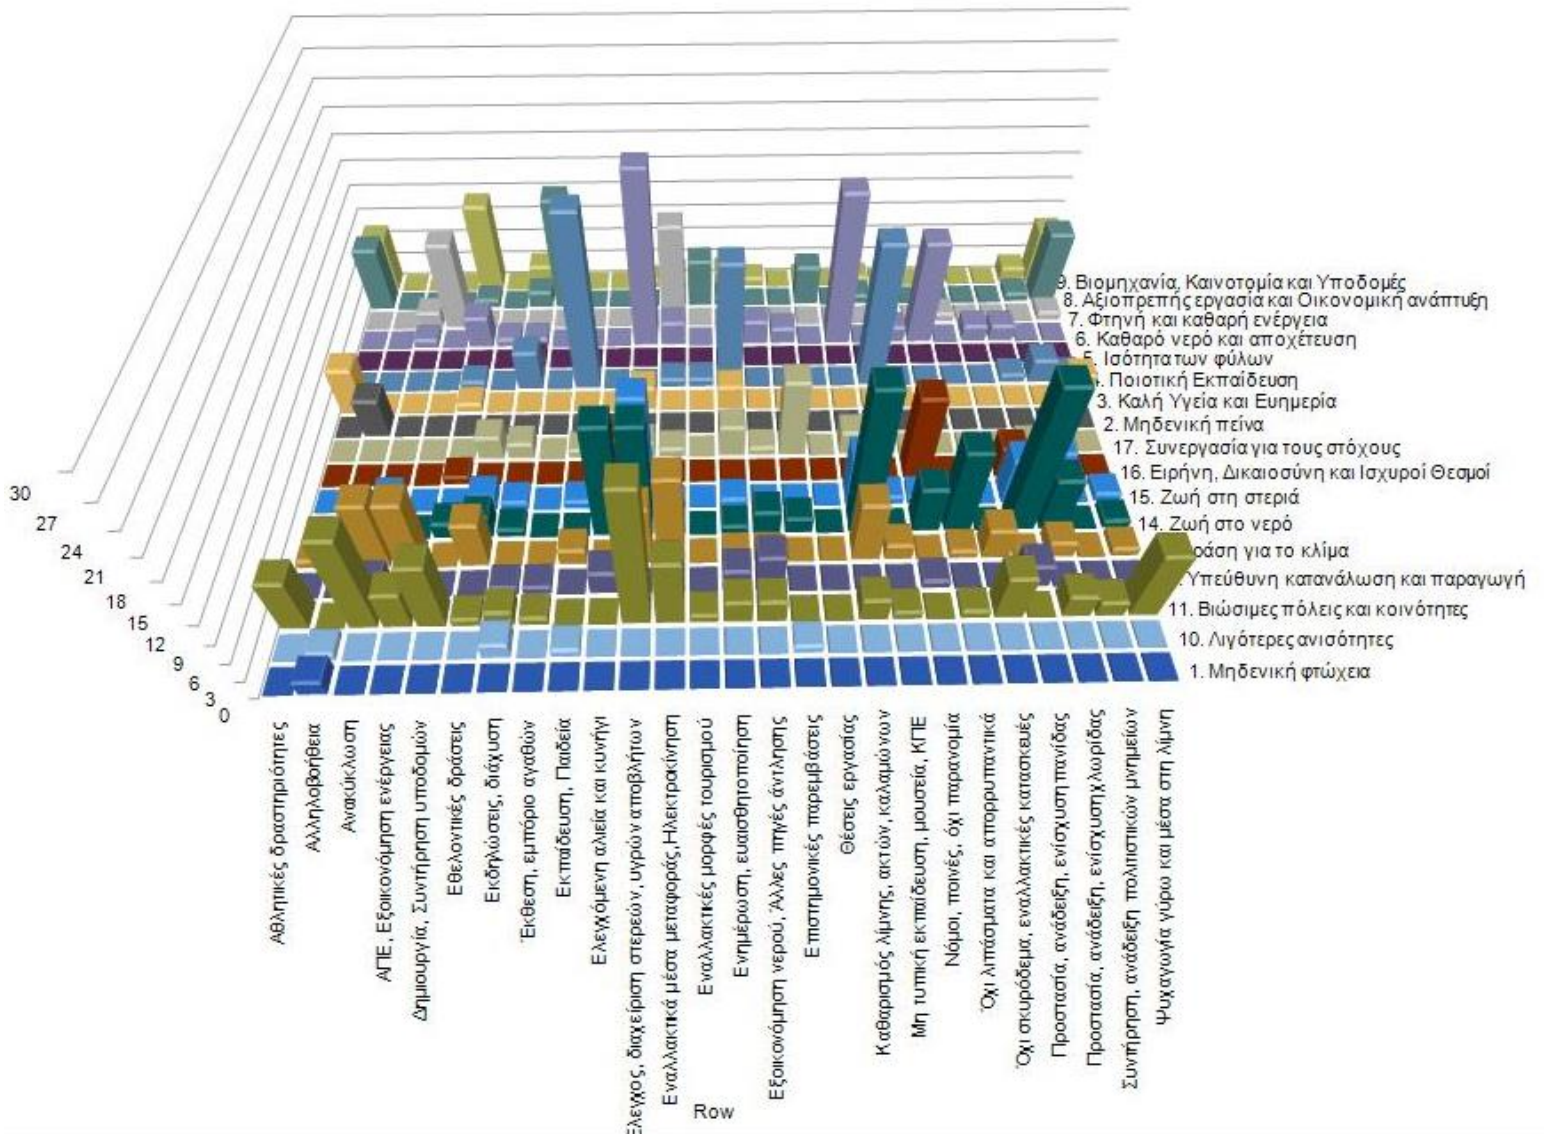 30
27
24
21
18
15
12
9
6
3
0
9. Βιομηχανία, Καινοτομία και Υποδομές
8. Αξιοπρεπής εργασία και Οικονομική ανάπτυξη
7. Φτηνή και καθαρή ενέργεια
6. Καθαρό νερό και αποχέτευση
5. Ισότητα των φύλων
4. Ποιοτική Εκπαίδευση
3. Καλή Υγεία και Ευημερία
2. Μηδενική πείνα
17. Συνεργασία για τους στόχους
16. Ειρήνη, Δικαιοσύνη και Ισχυροί Θεσμοί
15. Ζωή στη στεριά
14. Ζωή στο νερό
για το κλίμα
Υπεύθυνη κατανάλωση και παραγωγή
11. Βιώσιμες πόλεις και κοινότητες
10. Λιγότερες ανισότητες
1. Μηδενική φτώχεια
Αθλητικές δραστηριότητες
Αλληλοβοήθεια
Ανακύκλωση
ΑΠΕ, Εξοικονόμηση ενέργειας
Δημιουργία, Συντήρηση υποδομών
Εθελοντικές δράσεις
Εκδηλώσεις, διάχυση
Έκθεση, εμπόριο αγαθών
Εκπαίδευση, Παιδεία
Ελεγχόμενη αλιεία και κυνήγι
Ελεγχος, διαχείριση στερεών, υγρών αποβλήτων
Εναλλακτικά μέσα μεταφοράς,Ηλεκτροκίνηση
Εναλλακτικές μορφές τουρισμού
Ενημέρωση, ευαισθητοποίηση
Εξοικονόμηση νερού, Άλλες πηγές άντλησης
Επιστημονικές παρεμβάσεις
Θέσεις εργασίας
Καθαρισμός λίμνης, ακτών, καλαμώνων
Μη τυπική εκπαίδευση, μουσεία, ΚΠΕ
Νόμοι, ποινές, όχι παρανομία
Όχι λιπάσματα και απορρυπαντικά
Όχι σκυρόδεμα, εναλλακτικές κατασκευές
Προστασία, ανάδειξη, ενίσχυση πανίδας
Προστασία, ανάδειξη, ενίσχυση χλωρίδας
Συντήρηση, ανάδειξη πολιτιστικών μνημείων
Ψυχαγωγία γύρω και μέσα στη λίμνη
Row